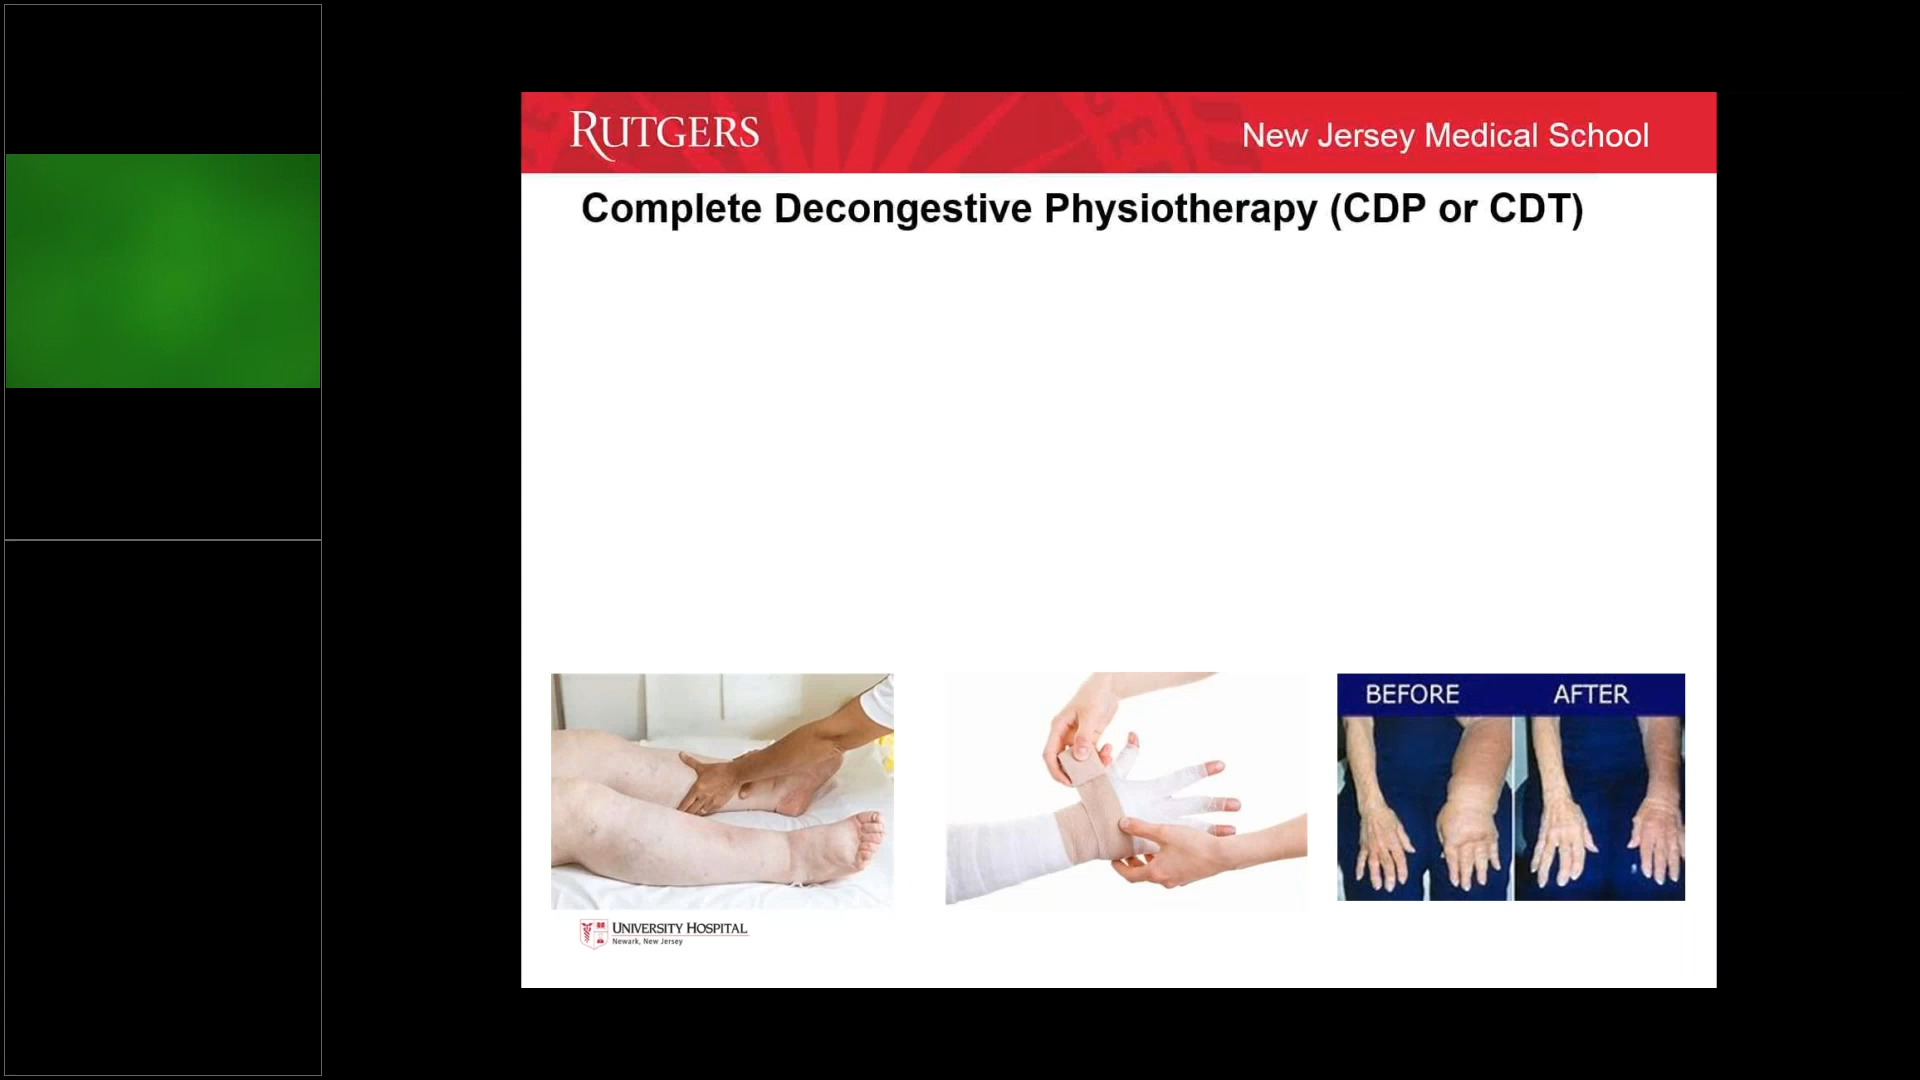 RUTGERS
New Jersey Medical School
Complete Decongestive Physiotherapy (CDP or CDT)
BEFORE AFTER
UNIVERSITY HOSPITAL
Newark, New Jersey